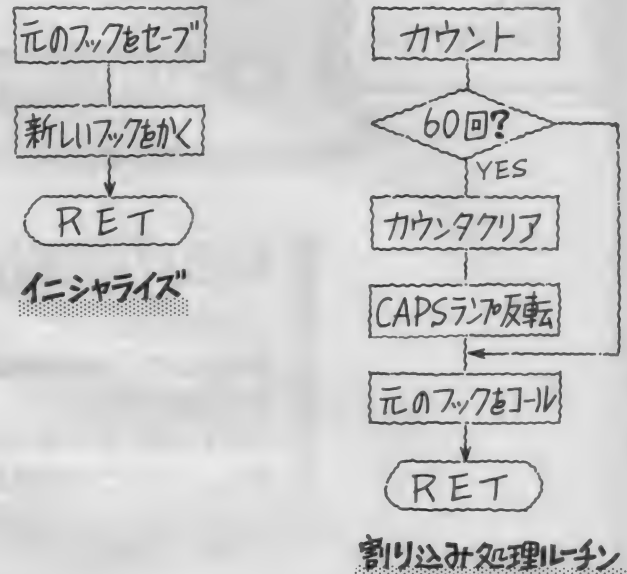 元のフックをセーブ
新しいフックをかく
RET
イニシャライズ
カウント
60回?
YES
カウンタクリア
CAPSランプ反転
元のフックをコール
RET
割り込み処理ルーチン